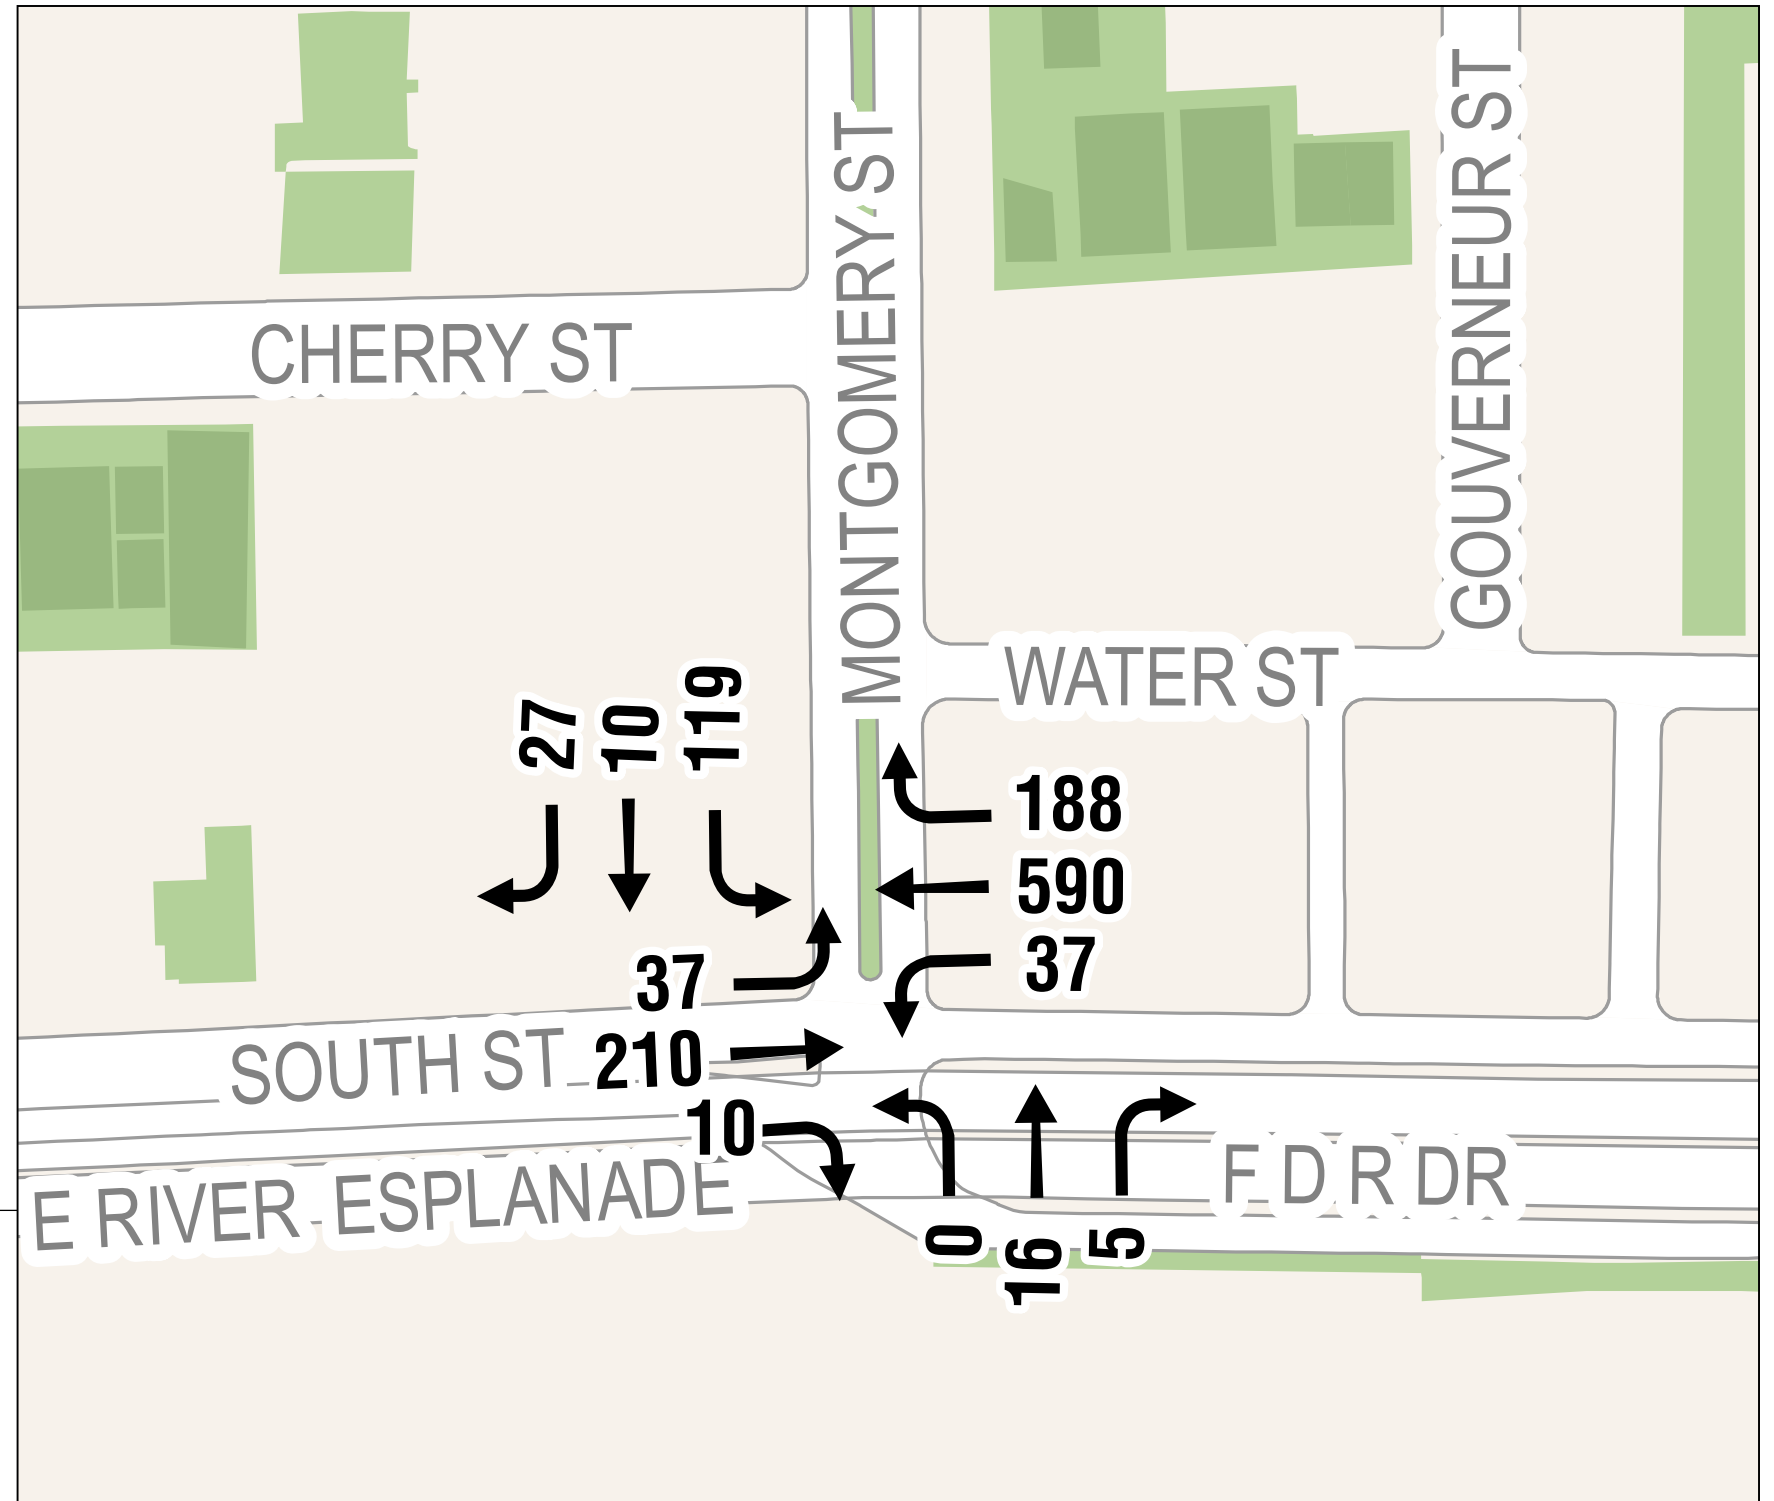 MONTGOMERY ST
GOUVERNEUR ST
CHERRY ST
WATER ST
27
10
119
188
590
37
37
SOUTH ST
210
10
E RIVER ESPLANADE
F D R DR
0
16
5